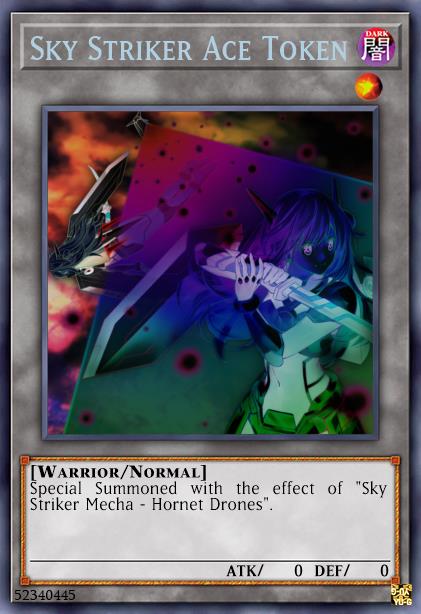 SKY STRIKER ACE TOKEN
DARK
闇
[WARRIOR/NORMAL]
Special Summoned with the effect of "Sky
Striker Mecha - Hornet Drones".
ATK/ 0 DEF/ 0
52340445